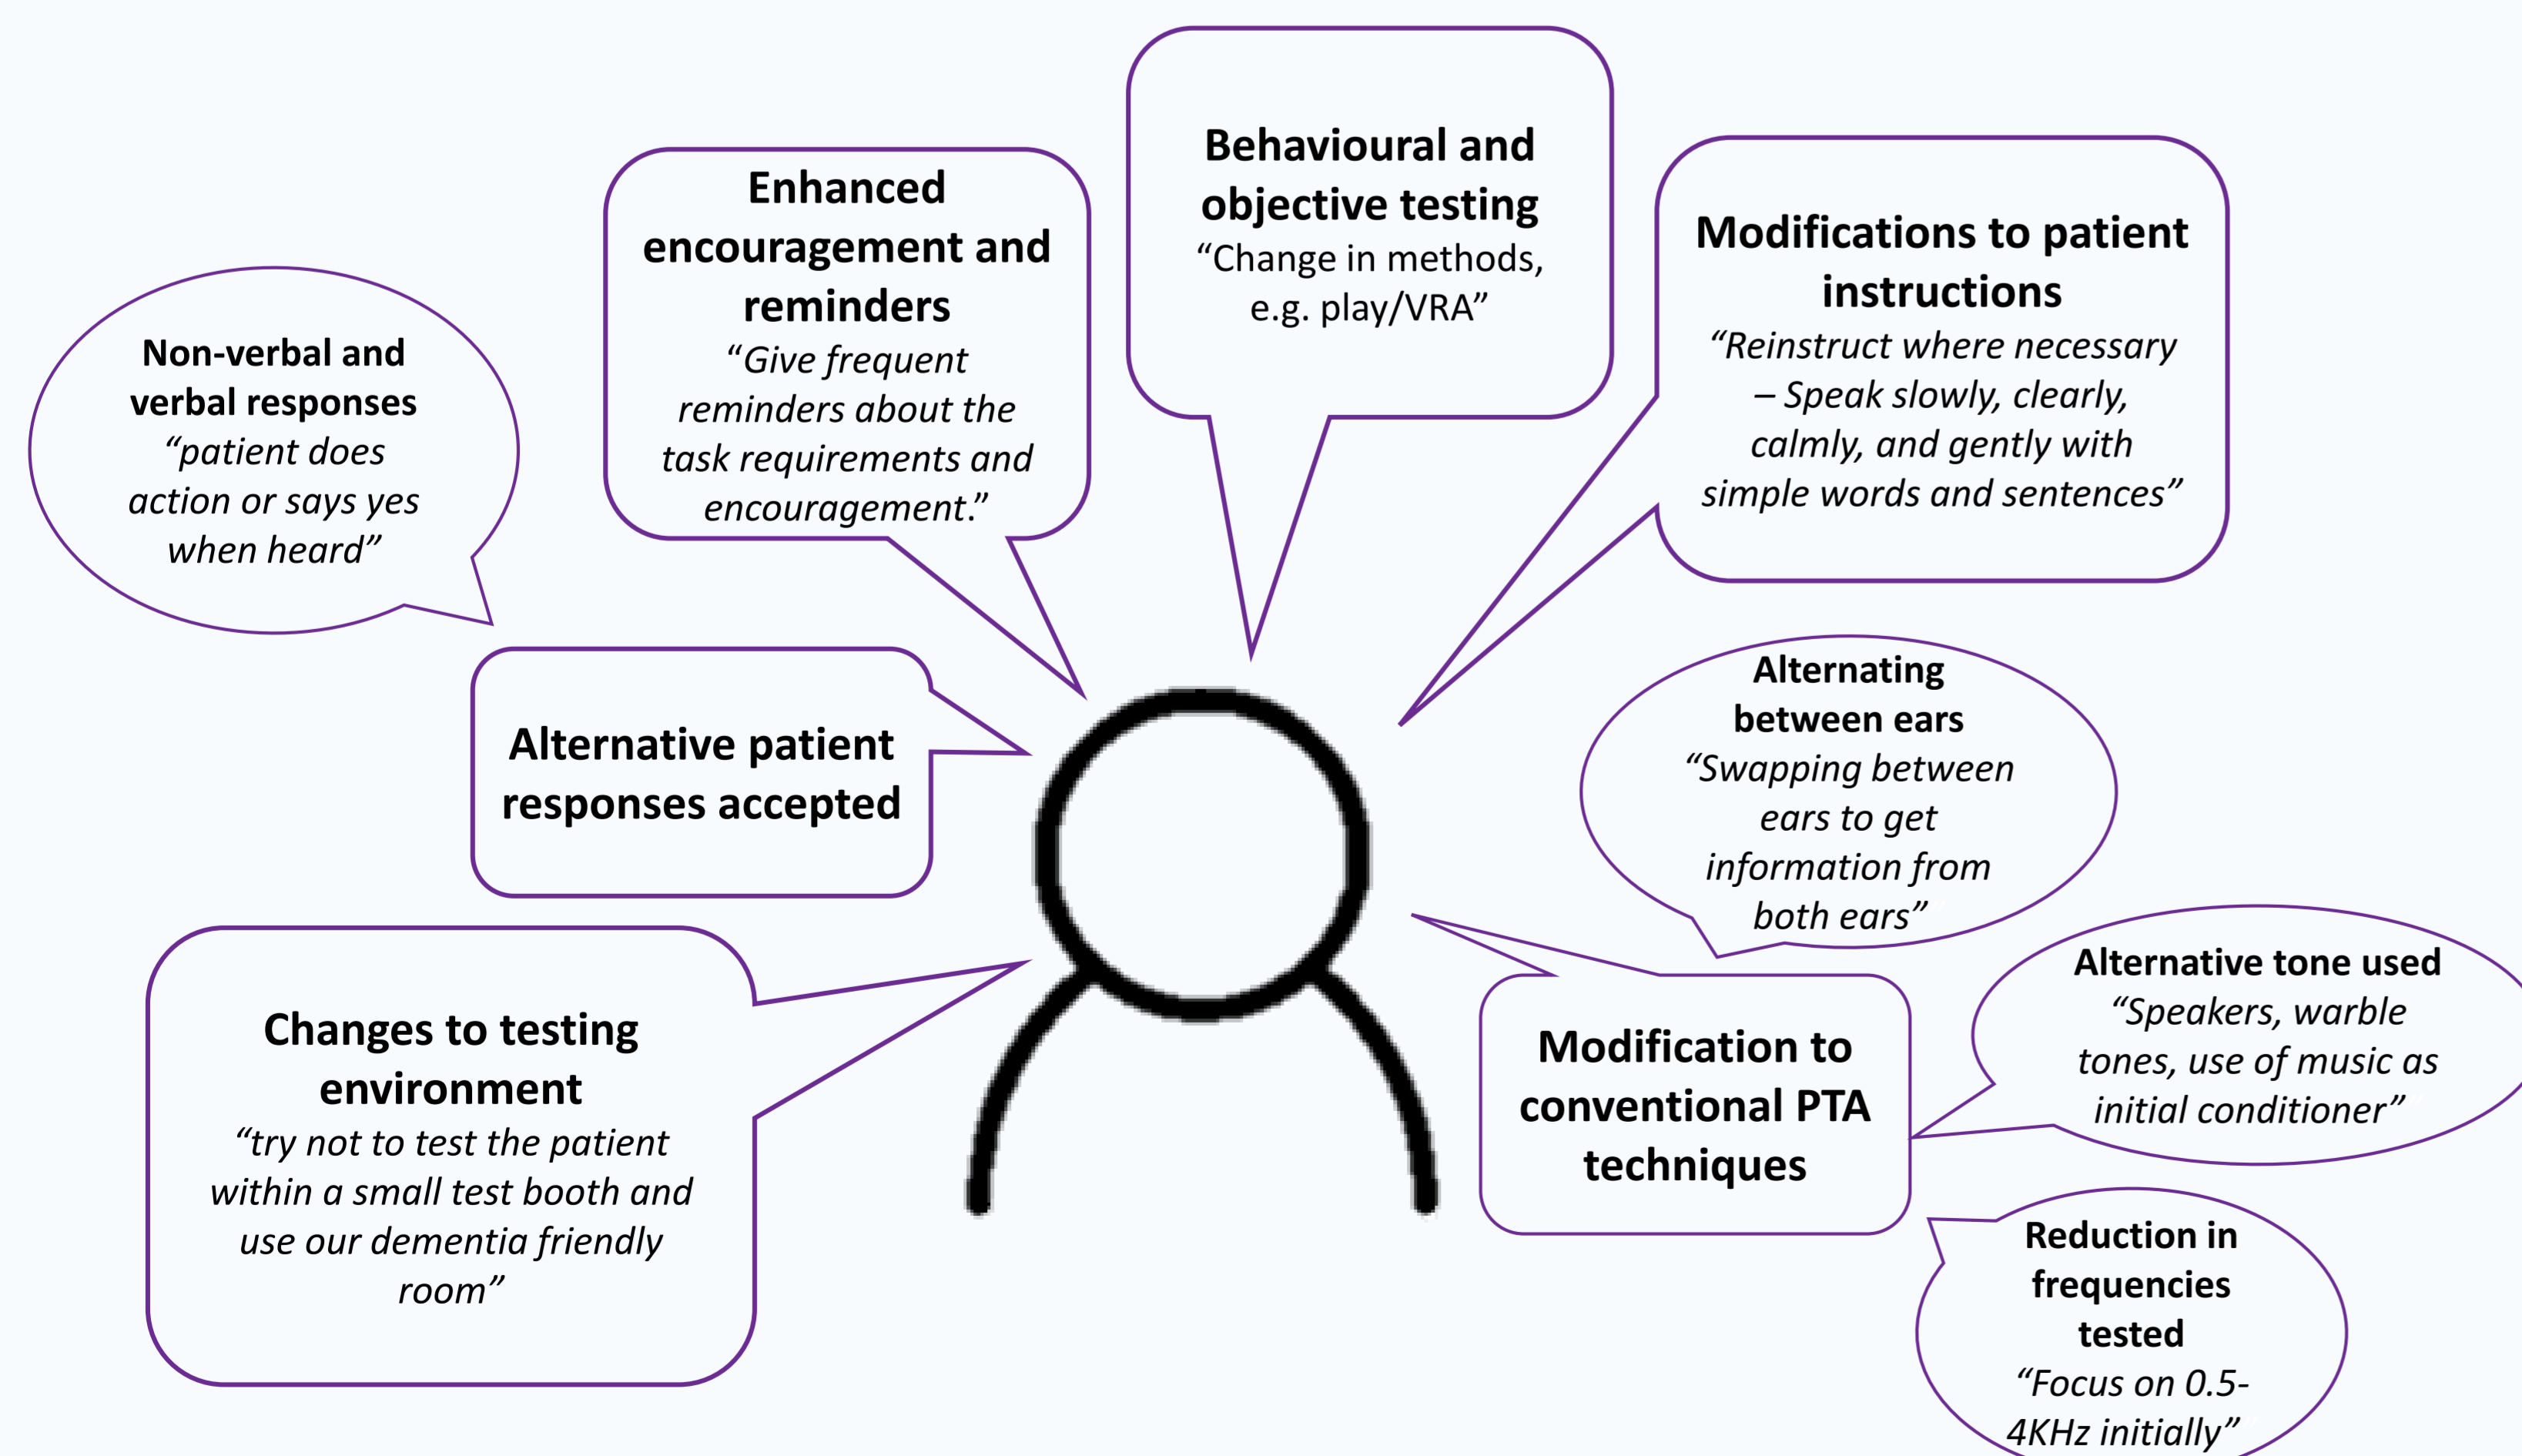 Behavioural and
objective testing
“Change in methods,
e.g. play/VRA”
Enhanced
encouragement and
reminders
“Give frequent
reminders about the
task requirements and
encouragement.”
Modifications to patient
instructions
“Reinstruct where necessary
– Speak slowly, clearly,
calmly, and gently with
simple words and sentences”
Non-verbal and
verbal responses
“patient does
action or says yes
when heard”
Alternative patient
responses accepted
Alternating
between ears
“Swapping between
ears to get
information from
both ears”
Changes to testing
environment
“try not to test the patient
within a small test booth and
use our dementia friendly
room”
Modification to
conventional PTA
techniques
Alternative tone used
“Speakers, warble
tones, use of music as
initial conditioner”
Reduction in
frequencies
tested
“Focus on 0.5-
4KHz initially”